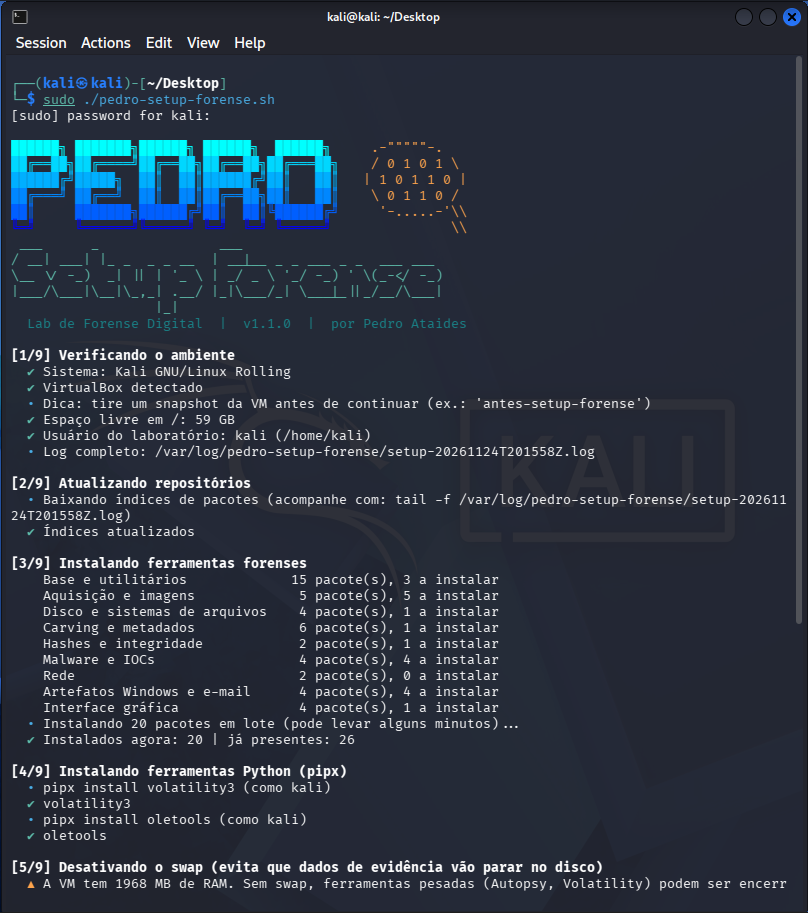 kali@kali: ~/Desktop
Session Actions Edit View Help
┌──(kali㉿kali)-[~/Desktop]
└─$ sudo ./pedro-setup-forense.sh
[sudo] password for kali:
PEDRO
.-"""""-.
/ 0 1 0 1 \
| 1 0 1 1 0 |
\ 0 1 1 0 /
'-.....-'\\
\\
Setup Forense
Lab de Forense Digital | v1.1.0 | por Pedro Ataides
[1/9] Verificando o ambiente
✔ Sistema: Kali GNU/Linux Rolling
✔ VirtualBox detectado
• Dica: tire um snapshot da VM antes de continuar (ex.: 'antes-setup-forense')
✔ Espaço livre em /: 59 GB
✔ Usuário do laboratório: kali (/home/kali)
• Log completo: /var/log/pedro-setup-forense/setup-20261124T201558Z.log
[2/9] Atualizando repositórios
• Baixando índices de pacotes (acompanhe com: tail -f /var/log/pedro-setup-forense/setup-202611
24T201558Z.log)
✔ Índices atualizados
[3/9] Instalando ferramentas forenses
Base e utilitários 15 pacote(s), 3 a instalar
Aquisição e imagens 5 pacote(s), 5 a instalar
Disco e sistemas de arquivos 4 pacote(s), 1 a instalar
Carving e metadados 6 pacote(s), 1 a instalar
Hashes e integridade 2 pacote(s), 1 a instalar
Malware e IOCs 4 pacote(s), 4 a instalar
Rede 2 pacote(s), 0 a instalar
Artefatos Windows e e-mail 4 pacote(s), 4 a instalar
Interface gráfica 4 pacote(s), 1 a instalar
• Instalando 20 pacotes em lote (pode levar alguns minutos)...
✔ Instalados agora: 20 | já presentes: 26
[4/9] Instalando ferramentas Python (pipx)
• pipx install volatility3 (como kali)
✔ volatility3
• pipx install oletools (como kali)
✔ oletools
[5/9] Desativando o swap (evita que dados de evidência vão parar no disco)
▲ A VM tem 1968 MB de RAM. Sem swap, ferramentas pesadas (Autopsy, Volatility) podem ser encerr
KALI